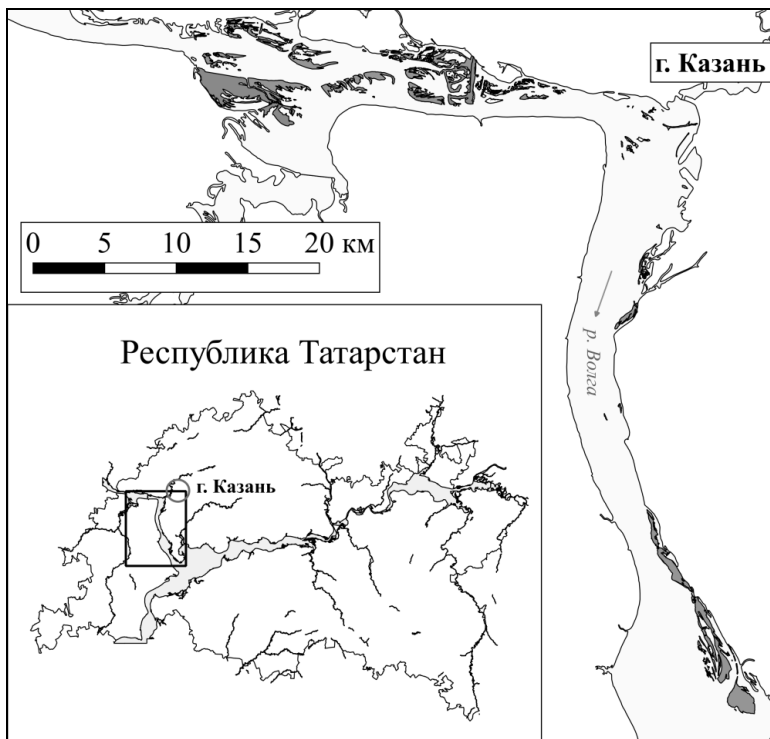 г. Казань
0 5 10 15 20 км
р. Волга
Республика Татарстан
г. Казань